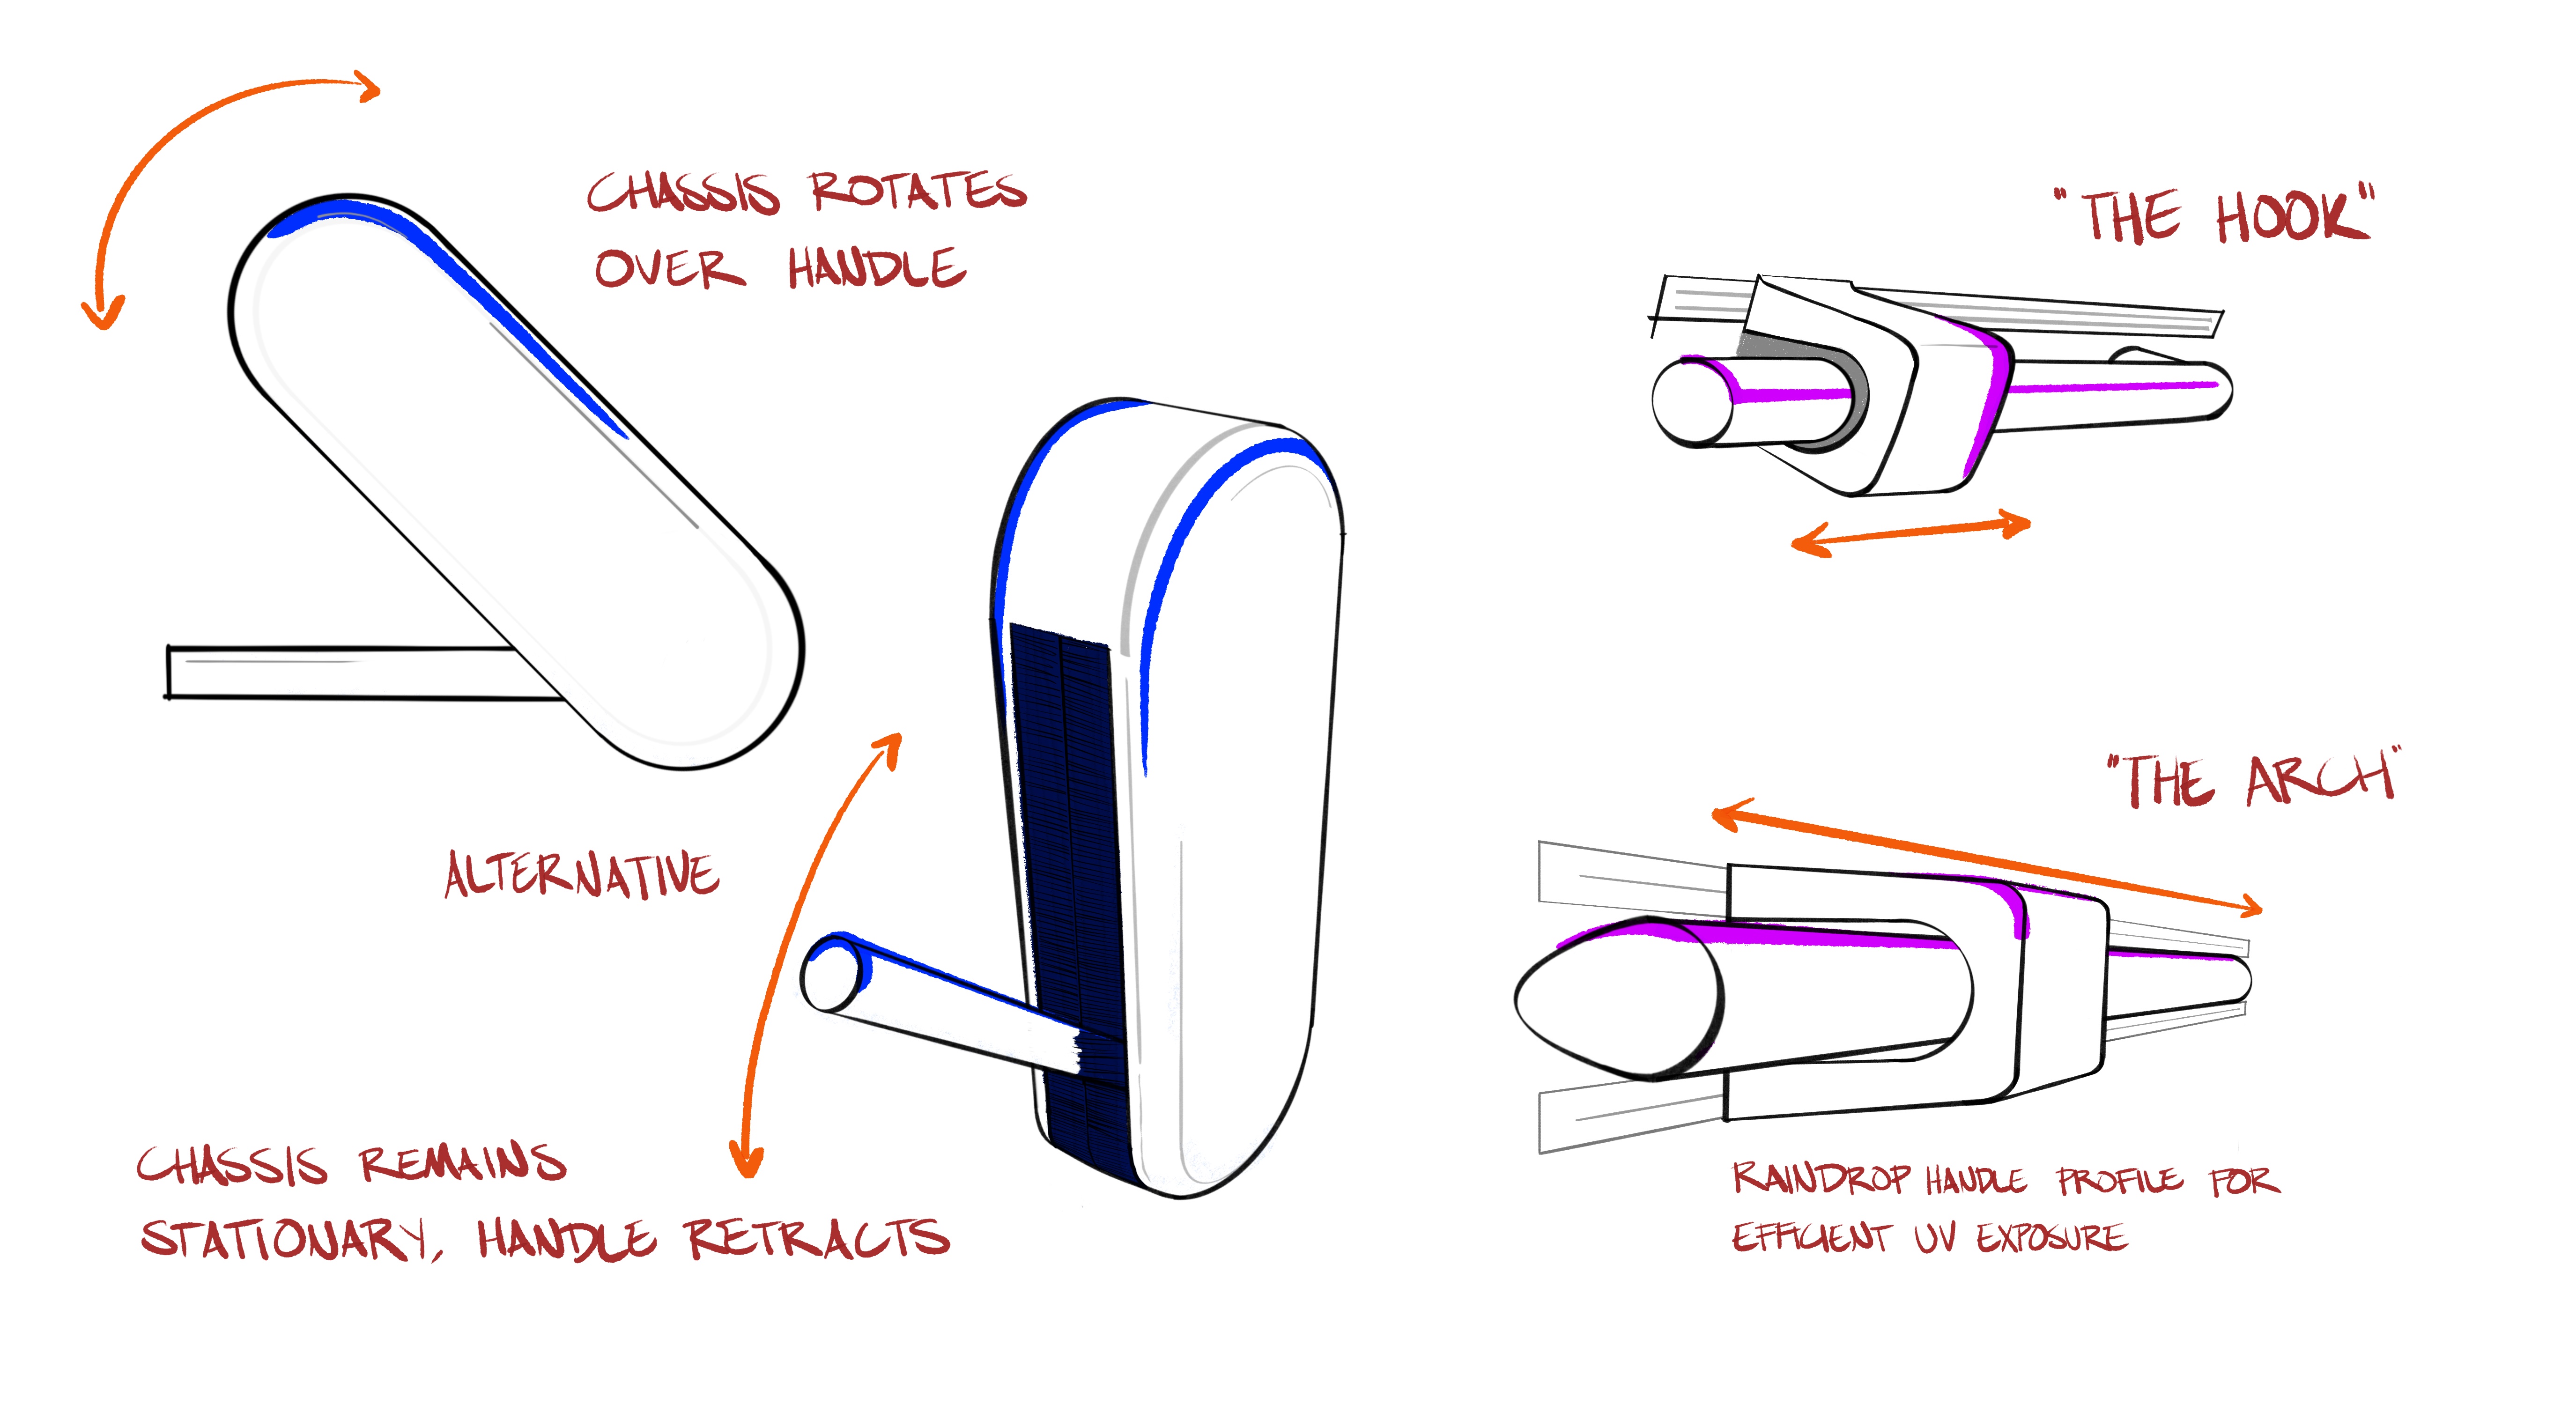 CHASSIS ROTATES
OVER HANDLE
ALTERNATIVE
CHASSIS REMAINS
STATIONARY, HANDLE RETRACTS
"THE HOOK"
"THE ARCH"
RAINDROP HANDLE PROFILE FOR
EFFICIENT UV EXPOSURE